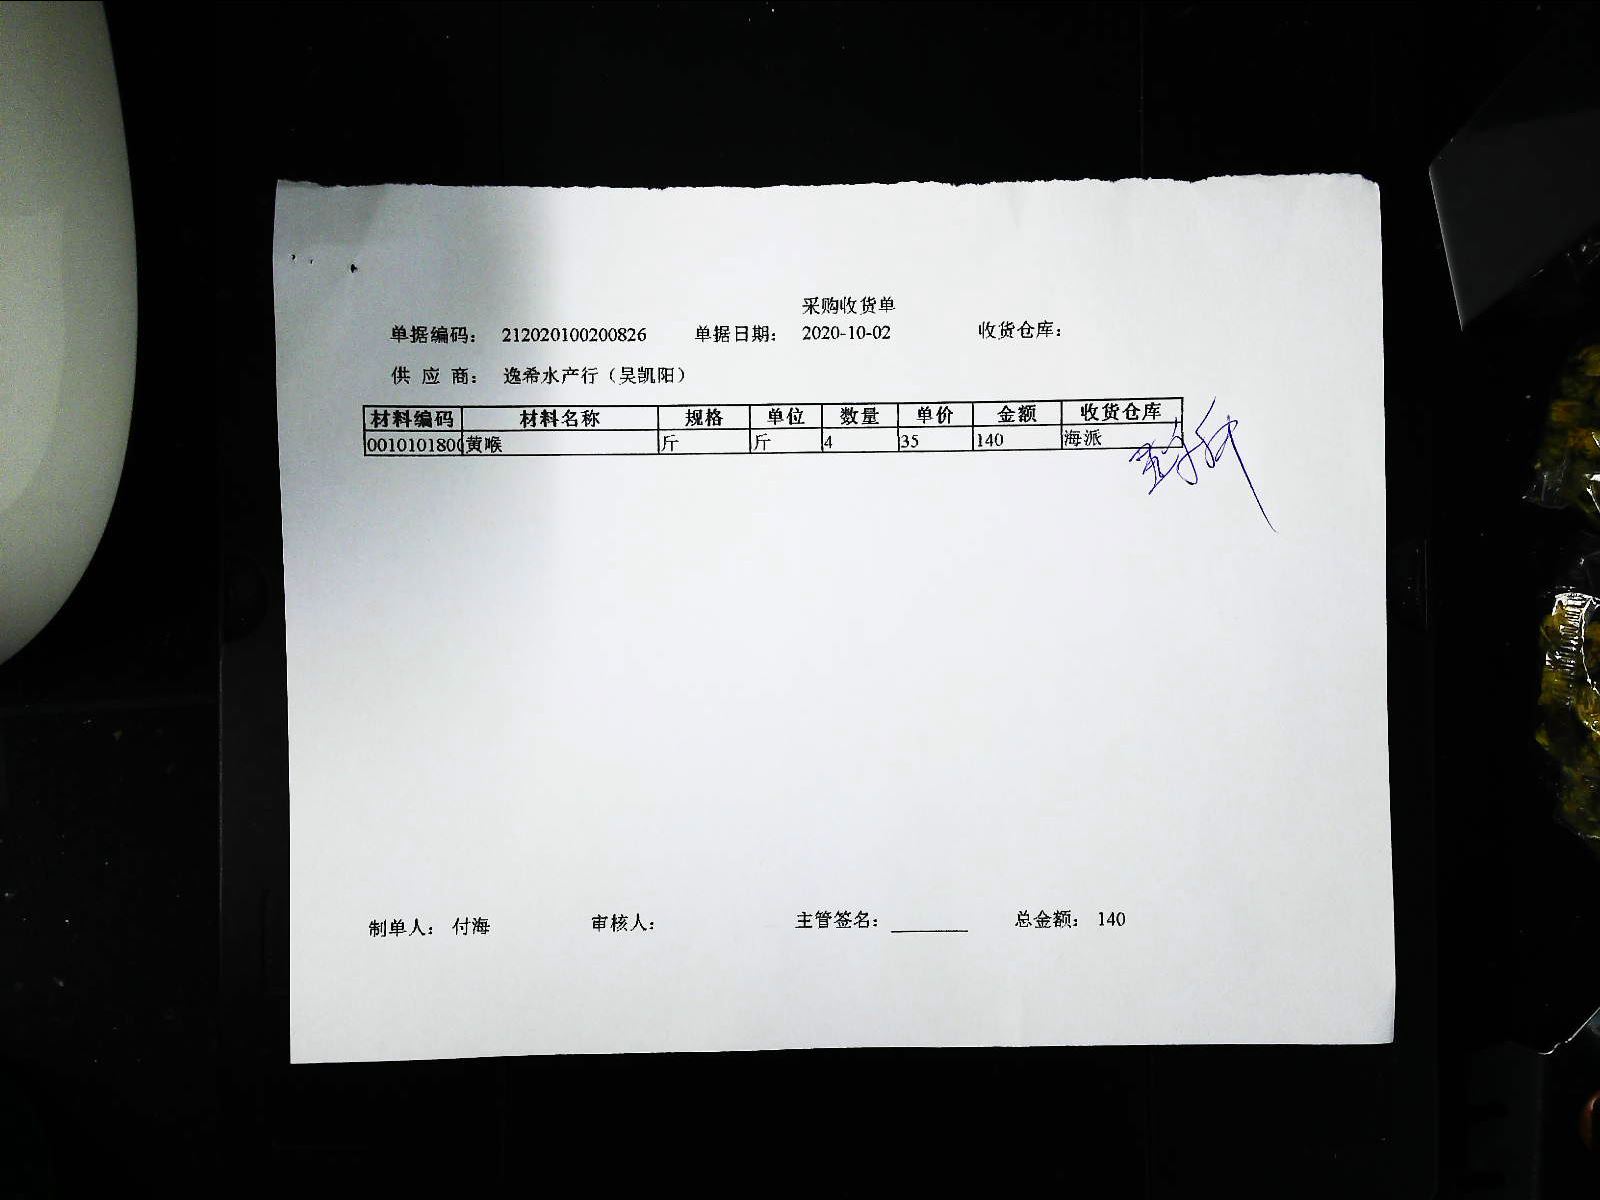 采购收货单
单据编码： 212020100200826 单据日期： 2020-10-02 收货仓库：
供 应 商： 逸希水产行（吴凯阳）
材料编码 材料名称 规格 单位 数量 单价 金额 收货仓库
0010101800 黄喉 斤 斤 4 35 140 海派
制单人： 付海 审核人： 主管签名： 总金额： 140